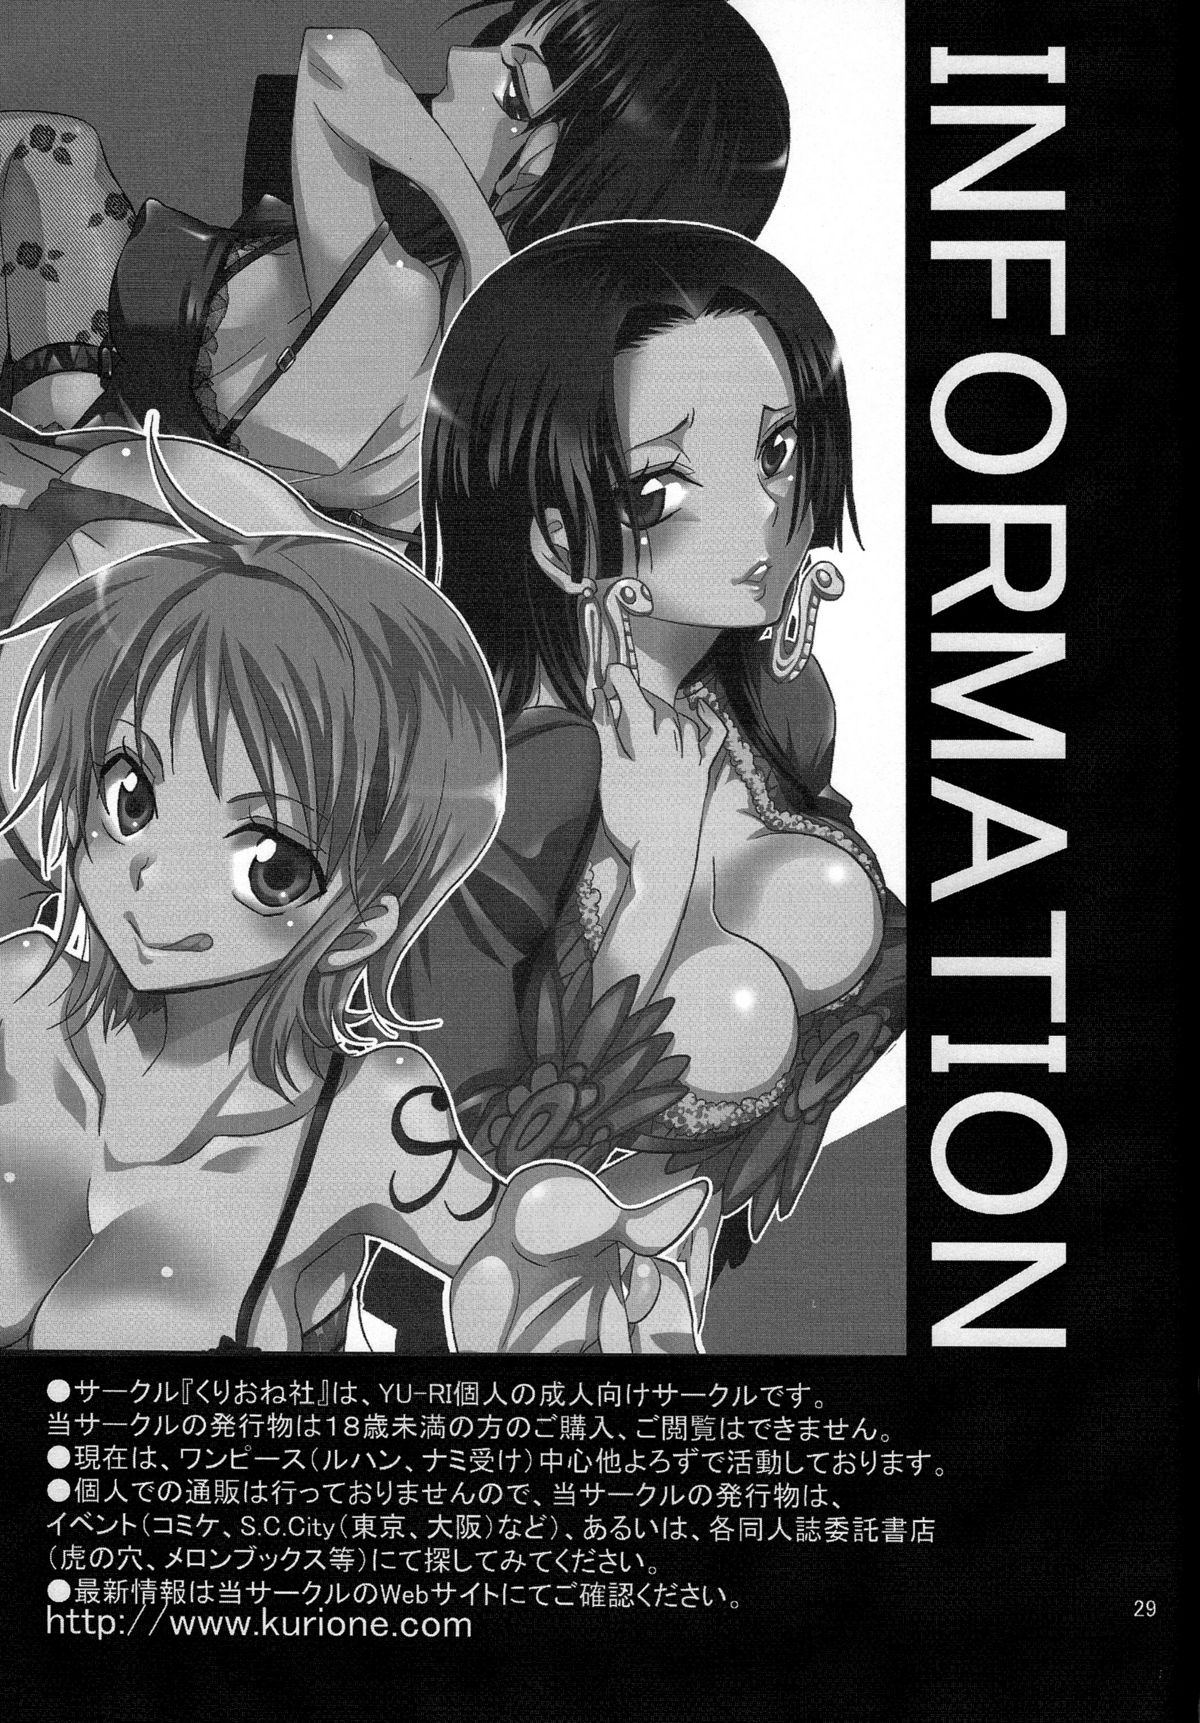 INFORMATION
●サークル『くりおね社』は、YU-RI個人の成人向けサークルです。
当サークルの発行物は18歳未満の方のご購入、ご閲覧はできません。
●現在は、ワンピース(ルハン、ナミ受け)中心他よろずで活動しております。
●個人での通販は行っておりませんので、当サークルの発行物は、
イベント(コミケ、S.C.City(東京、大阪)など)、あるいは、各同人誌委託書店
(虎の穴、メロンブックス等)にて探してみてください。
●最新情報は当サークルのWebサイトにてご確認ください。
http://www.kurione.com
29